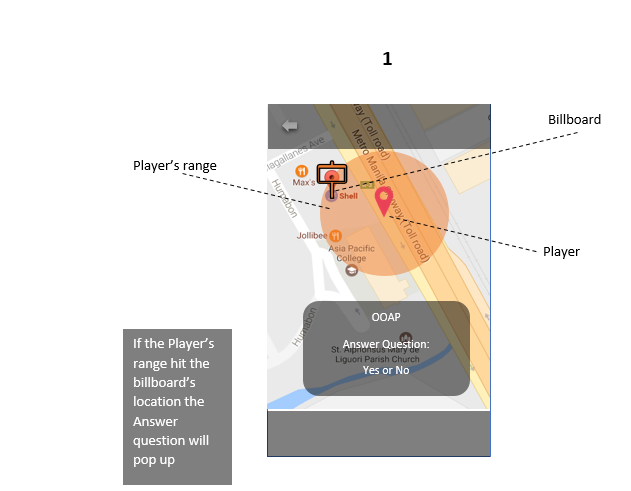 1
Billboard
Player's range
Player
way (Toll road)
Metro Manila
way (Toll road)
Magallanes Ave
Humabon
Max's
Shell
Jollibee
Asia Pacific
College
Humabon
OOAP
Answer Question:
St. Alphonsus Mary de
Liguori Parish Church
Yes or No
If the Player's
range hit the
billboard's
location the
Answer
question will
pop up